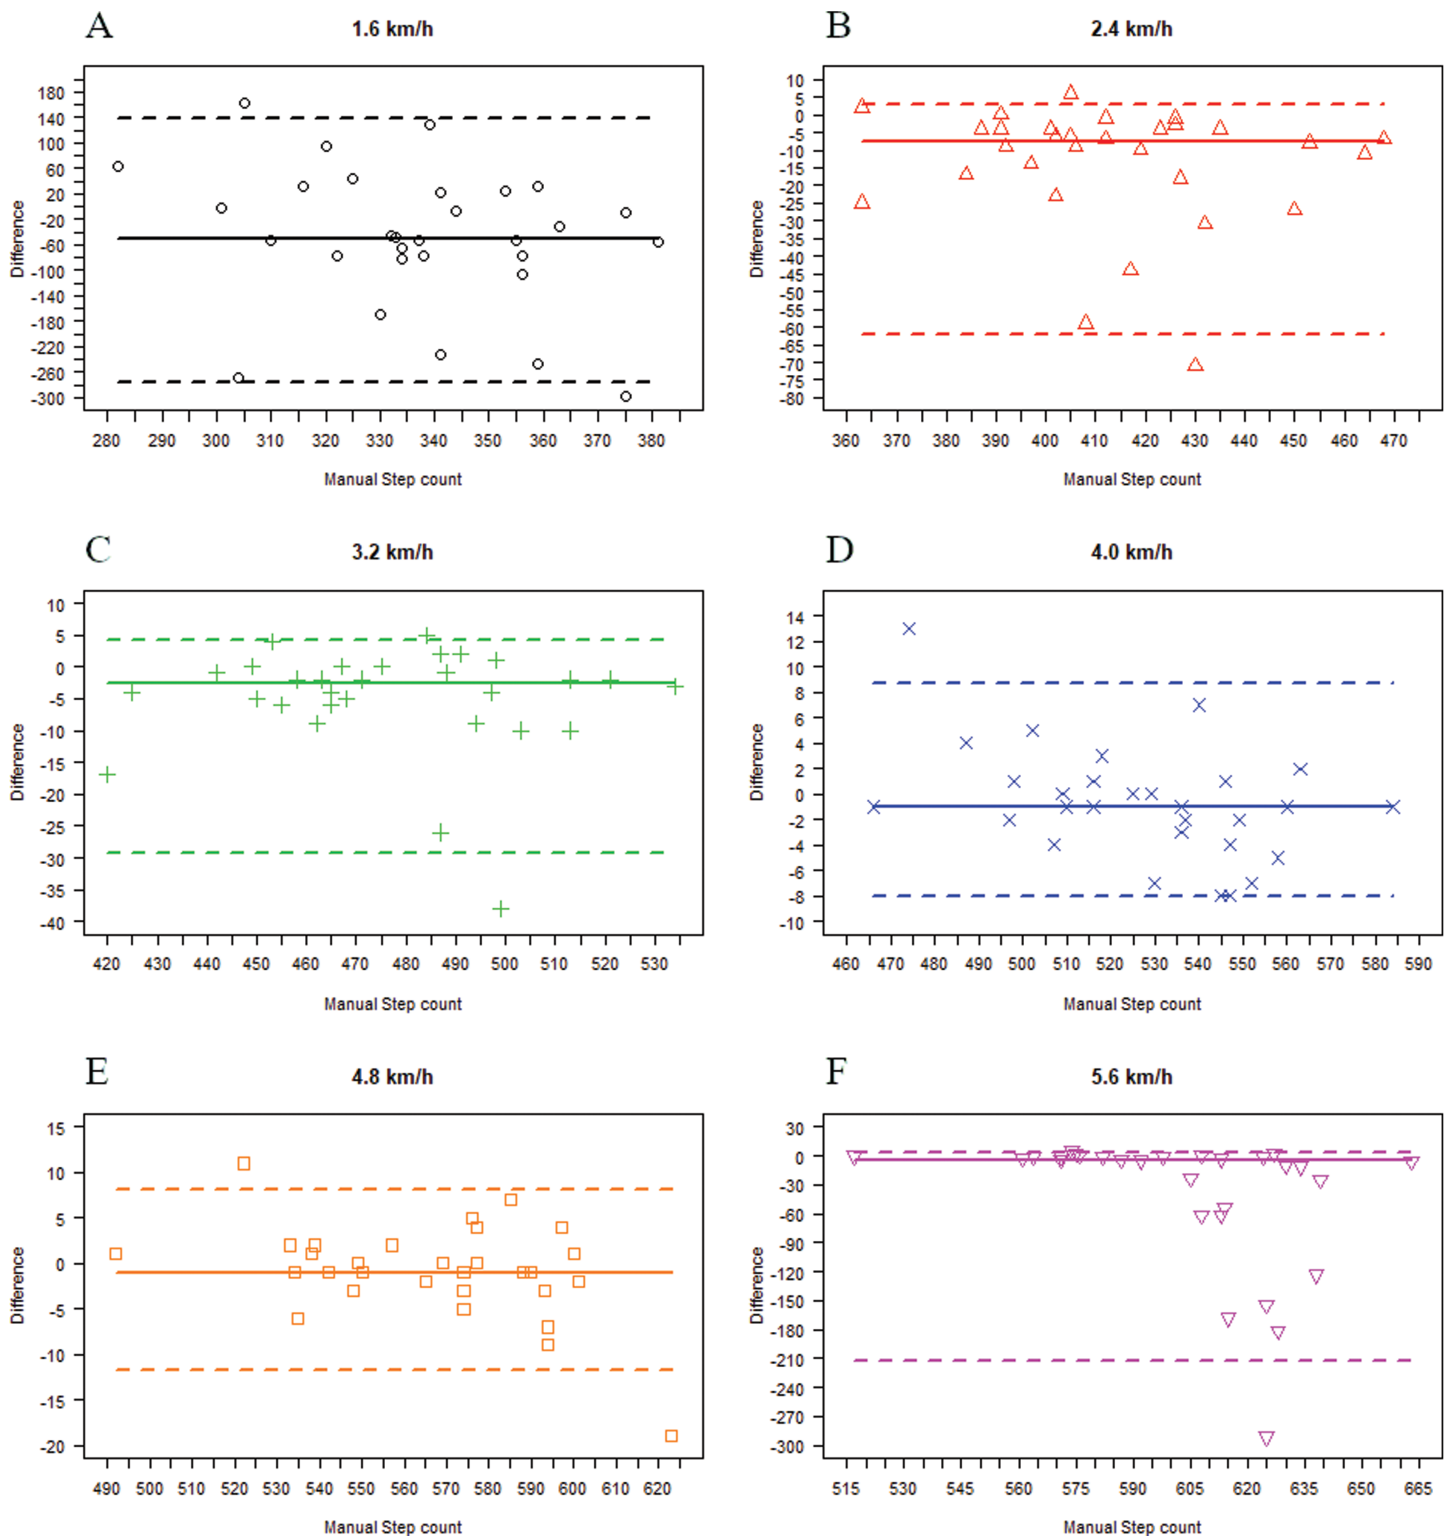 A
1.6 km/h
180
140
100
60
20
-20
-60
-100
-140
-180
-220
-260
-300
Difference
280 290 300 310 320 330 340 350 360 370 380
Manual Step count
B
2.4 km/h
10
5
0
-5
-10
-15
-20
-25
-30
-35
-40
-45
-50
-55
-60
-65
-70
-75
-80
Difference
360 370 380 390 400 410 420 430 440 450 460 470
Manual Step count
C
3.2 km/h
10
5
0
-5
-10
-15
-20
-25
-30
-35
-40
Difference
420 430 440 450 460 470 480 490 500 510 520 530
Manual Step count
D
4.0 km/h
14
12
10
8
6
4
2
0
-2
-4
-6
-8
-10
Difference
460 470 480 490 500 510 520 530 540 550 560 570 580 590
Manual Step count
E
4.8 km/h
15
10
5
0
-5
-10
-15
-20
Difference
490 500 510 520 530 540 550 560 570 580 590 600 610 620
Manual Step count
F
5.6 km/h
30
0
-30
-60
-90
-120
-150
-180
-210
-240
-270
-300
Difference
515 530 545 560 575 590 605 620 635 650 665
Manual Step count